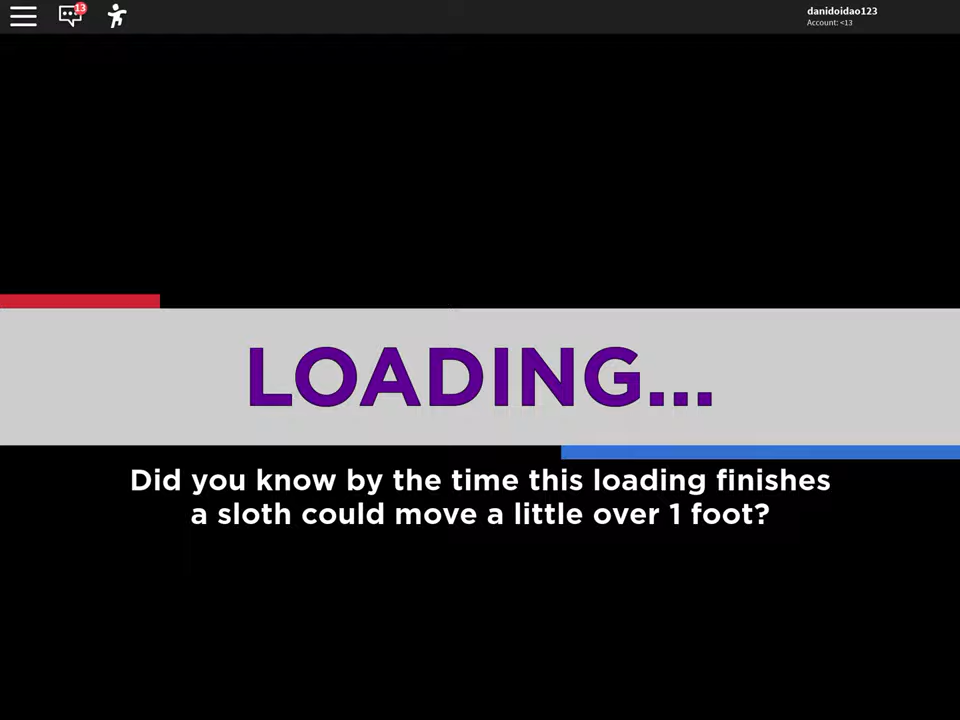 13
danidoidao123
Account: <13
LOADING...
Did you know by the time this loading finishes
a sloth could move a little over 1 foot?